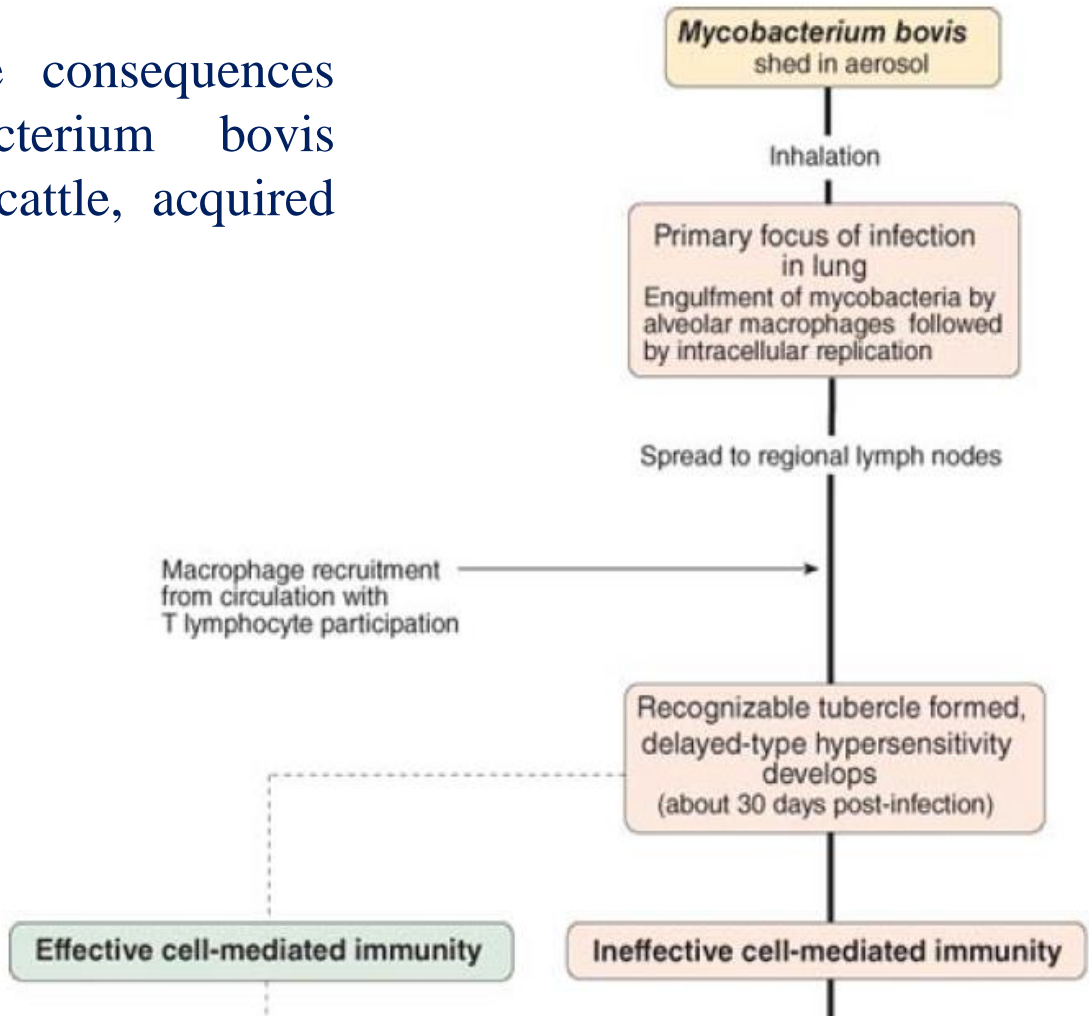 e consequences
cterium bovis
cattle, acquired
Mycobacterium bovis
shed in aerosol
Inhalation
Primary focus of infection
in lung
Engulfment of mycobacteria by
alveolar macrophages followed
by intracellular replication
Spread to regional lymph nodes
Macrophage recruitment
from circulation with
T lymphocyte participation
Recognizable tubercle formed,
delayed-type hypersensitivity
develops
(about 30 days post-infection)
Effective cell-mediated immunity
Ineffective cell-mediated immunity